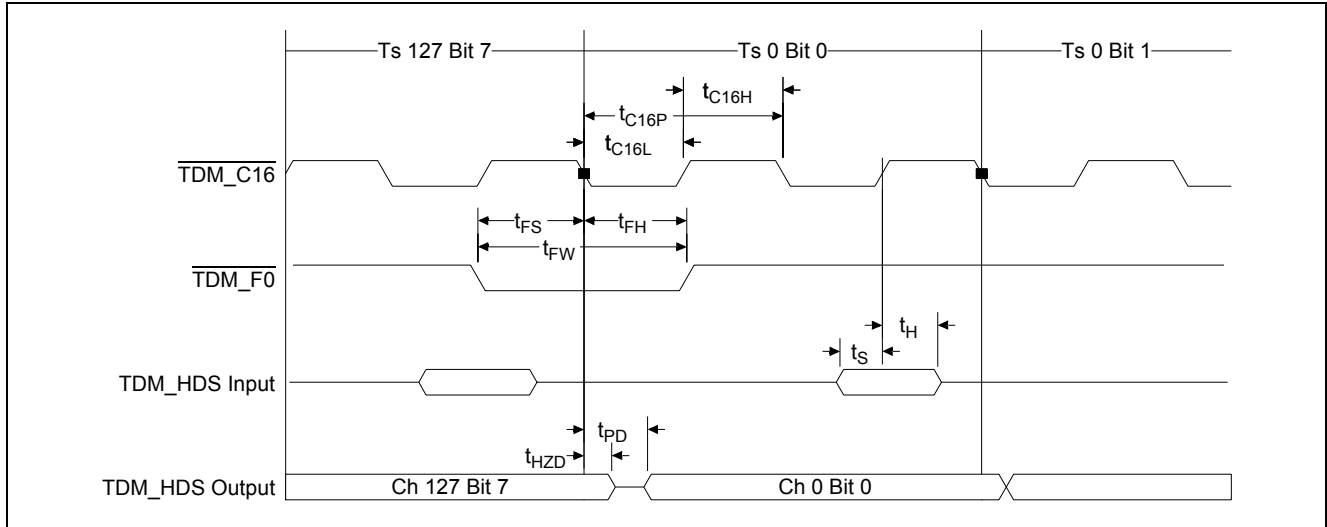 Ts 127 Bit 7 Ts 0 Bit 0 Ts 0 Bit 1
tC16H
tC16P
tC16L
TDM_C16
tFS tFH
tFW
TDM_F0
tH
tS
TDM_HDS Input
tPD
tHZD
TDM_HDS Output Ch 127 Bit 7 Ch 0 Bit 0